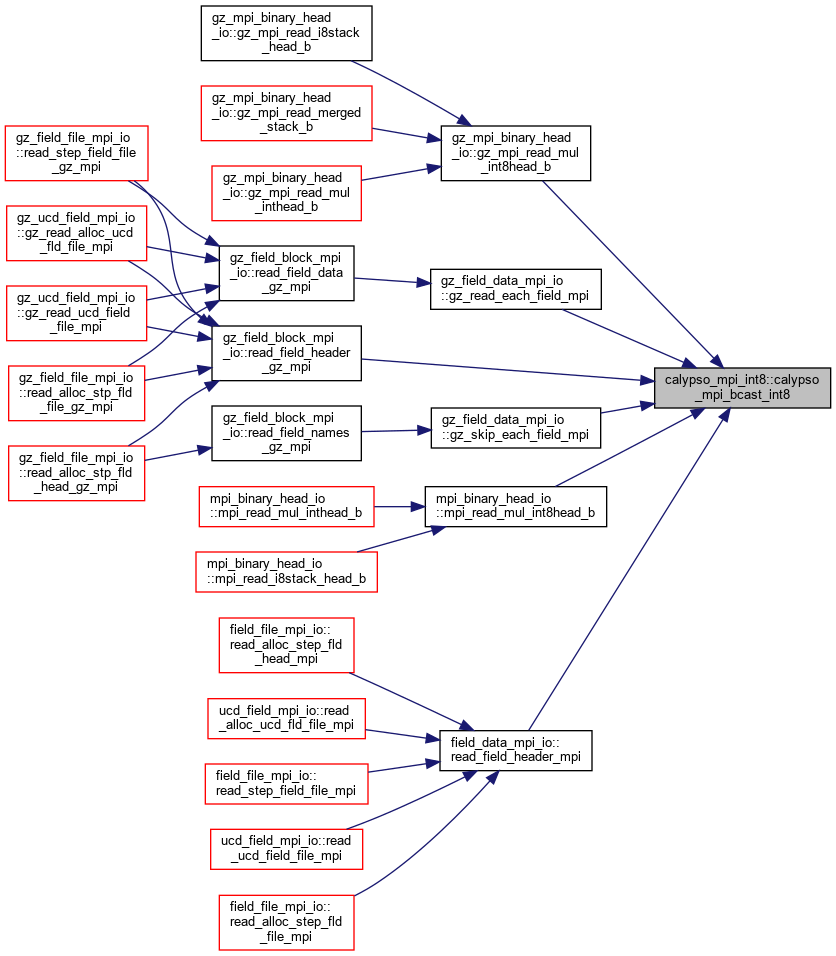 gz_mpi_binary_head
_io::gz_mpi_read_i8stack
_head_b
gz_mpi_binary_head
_io::gz_mpi_read_merged
_stack_b
gz_mpi_binary_head
_io::gz_mpi_read_mul
_inthead_b
gz_mpi_binary_head
_io::gz_mpi_read_mul
_int8head_b
gz_field_file_mpi_io
::read_step_field_file
_gz_mpi
gz_ucd_field_mpi_io
::gz_read_alloc_ucd
_fld_file_mpi
gz_ucd_field_mpi_io
::gz_read_ucd_field
_file_mpi
gz_field_file_mpi_io
::read_alloc_stp_fld
_file_gz_mpi
gz_field_file_mpi_io
::read_alloc_stp_fld
_head_gz_mpi
gz_field_block_mpi
_io::read_field_data
_gz_mpi
gz_field_block_mpi
_io::read_field_header
_gz_mpi
gz_field_block_mpi
_io::read_field_names
_gz_mpi
gz_field_data_mpi_io
::gz_read_each_field_mpi
gz_field_data_mpi_io
::gz_skip_each_field_mpi
calypso_mpi_int8::calypso
_mpi_bcast_int8
mpi_binary_head_io
::mpi_read_mul_inthead_b
mpi_binary_head_io
::mpi_read_mul_int8head_b
mpi_binary_head_io
::mpi_read_i8stack_head_b
field_file_mpi_io::
read_alloc_step_fld
_head_mpi
ucd_field_mpi_io::read
_alloc_ucd_fld_file_mpi
field_file_mpi_io::
read_step_field_file_mpi
ucd_field_mpi_io::read
_ucd_field_file_mpi
field_file_mpi_io::
read_alloc_step_fld
_file_mpi
field_data_mpi_io::
read_field_header_mpi